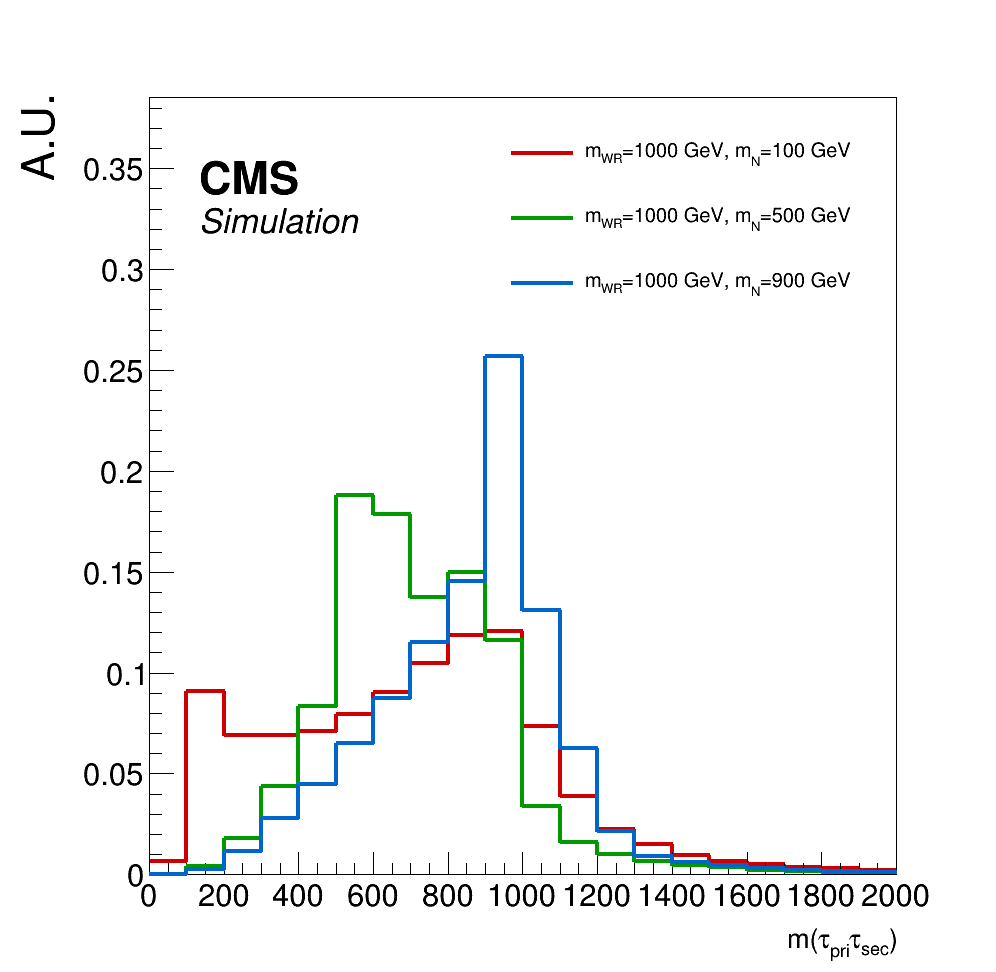 A.U.
CMS
Simulation
m_WR=1000 GeV, m_N=100 GeV
m_WR=1000 GeV, m_N=500 GeV
m_WR=1000 GeV, m_N=900 GeV
0.35
0.3
0.25
0.2
0.15
0.1
0.05
0
0 200 400 600 800 1000 1200 1400 1600 1800 2000
m(τ_pri τ_sec)